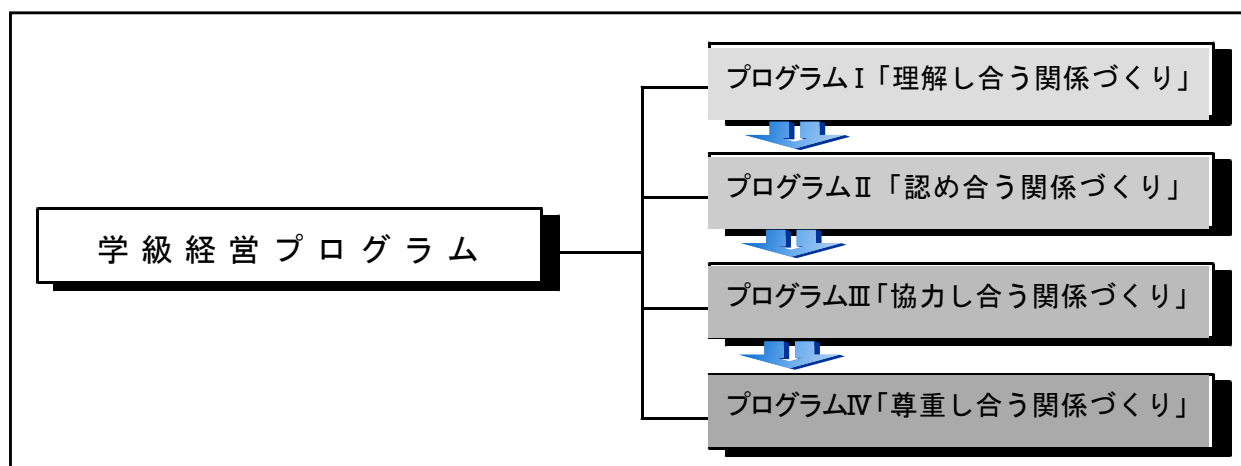 学級経営プログラム
プログラムⅠ「理解し合う関係づくり」
プログラムⅡ「認め合う関係づくり」
プログラムⅢ「協力し合う関係づくり」
プログラムⅣ「尊重し合う関係づくり」